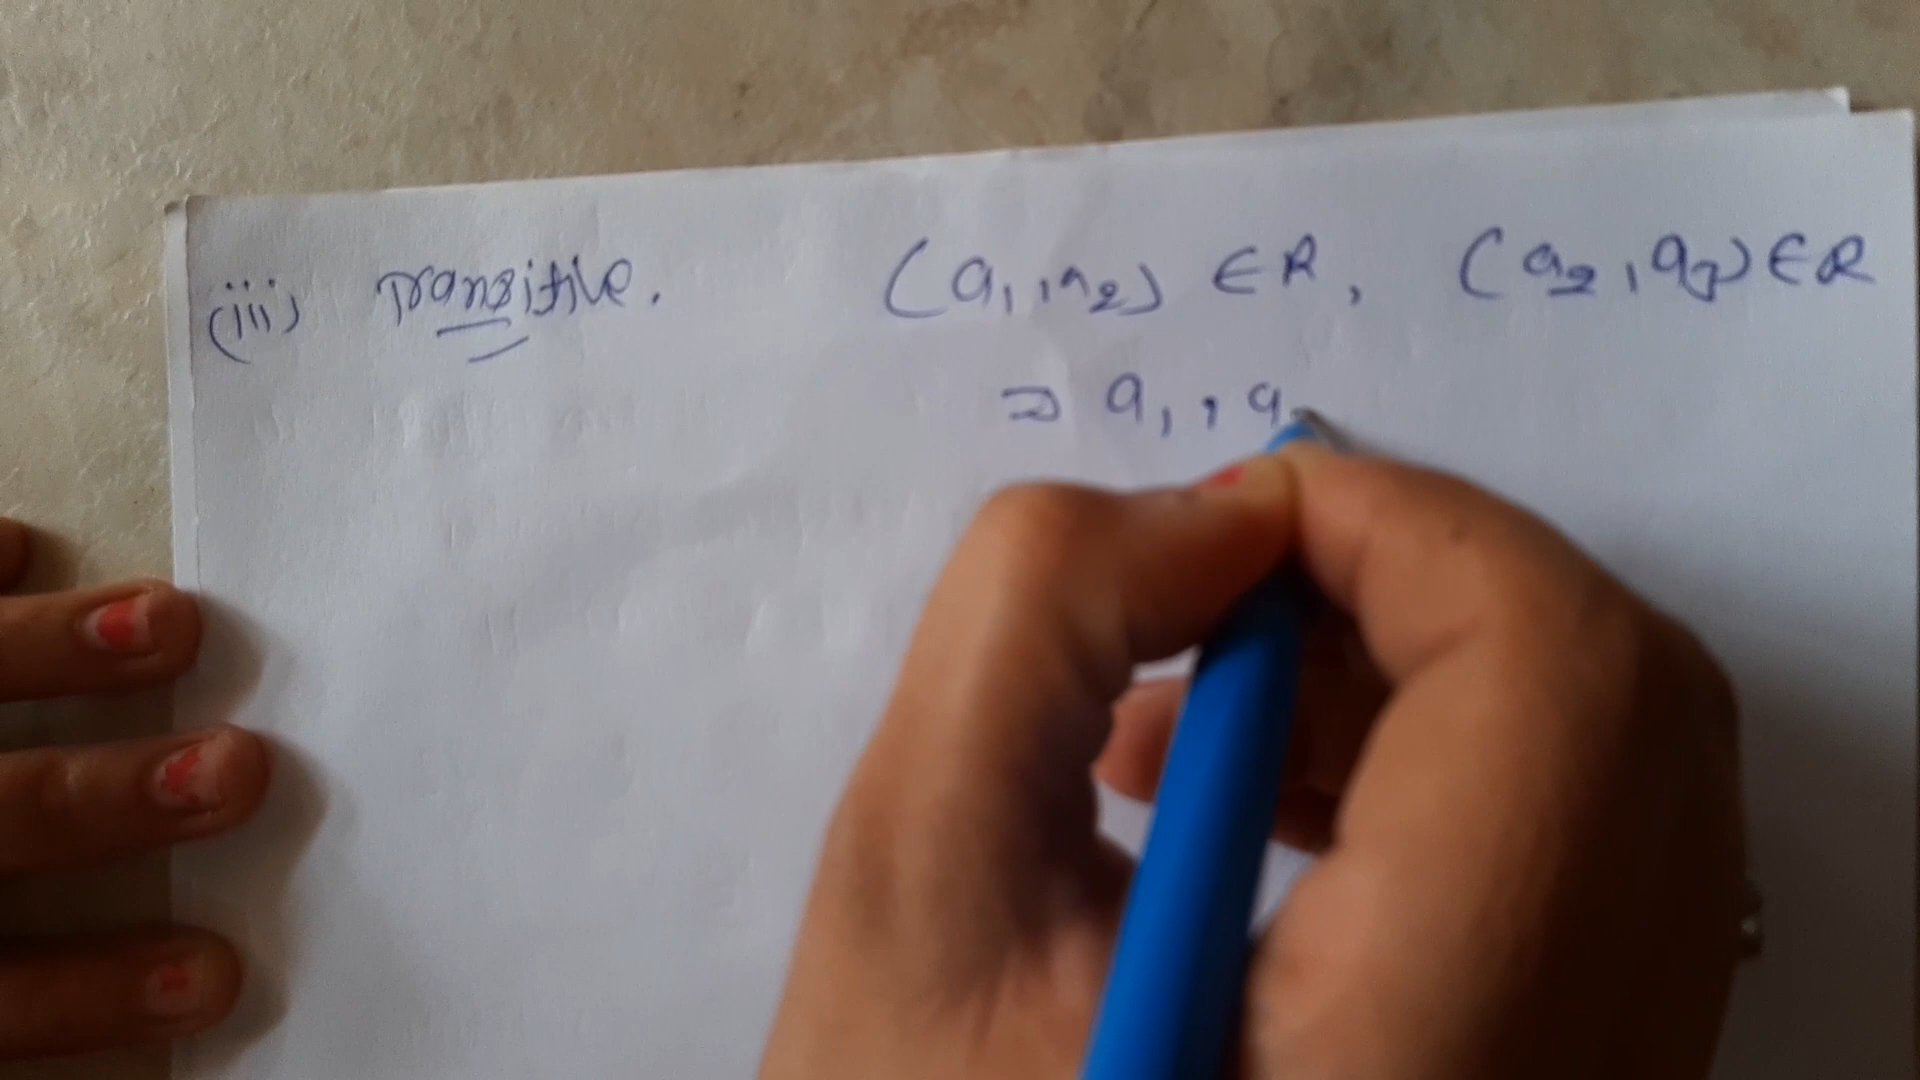 (iii) Transitive. (a₁, a₂) ∈ R, (a₂, a₃) ∈ R
⇒ a₁, a